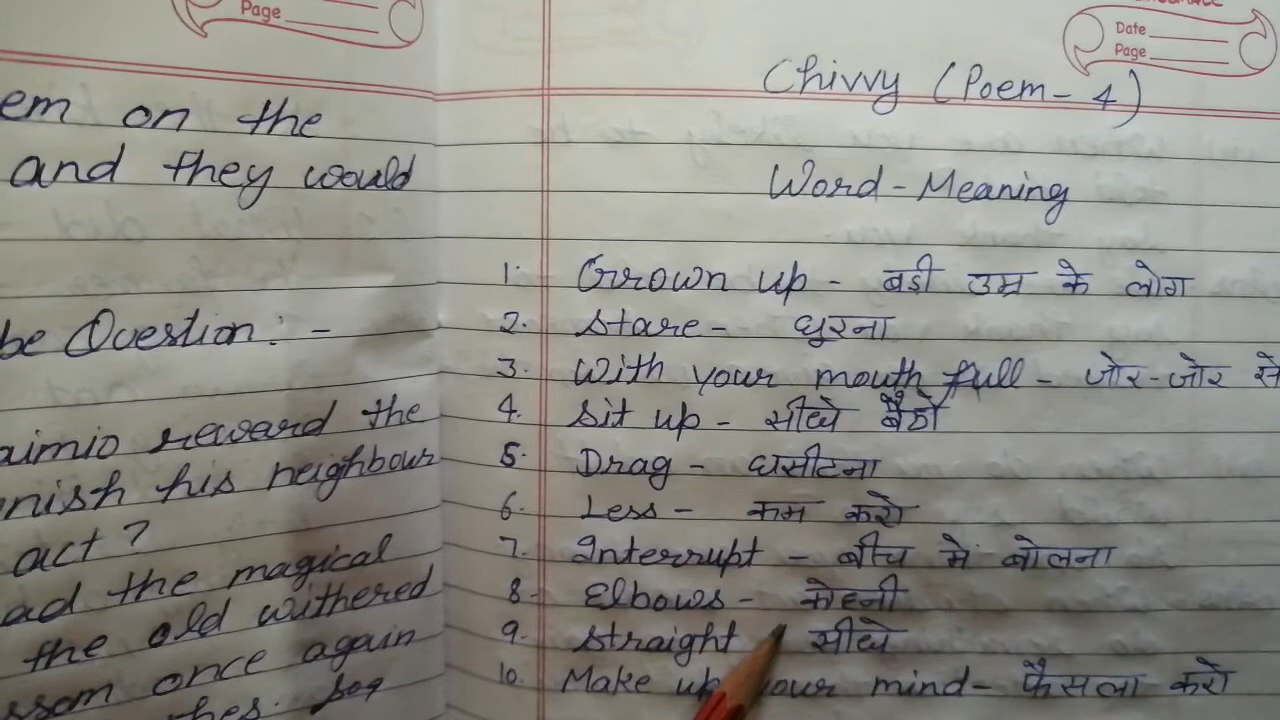 Page
em on the
and they would
be Question:-
aimio reward the
nish his neighbour
act?
ad the magical
the old withered
ssom once again
Date
Page
Chivvy (Poem-4)
Word-Meaning
1. Grown up - बड़ी उम्र के लोग
2. Stare - घुरना
3. With your mouth full - जोर-जोर से
4. Sit up - सीधे बैठो
5. Drag - घसीटना
6. Less - कम करो
7. Interrupt - बीच में बोलना
8. Elbows - कोहनी
9. Straight सीधे
10. Make up your mind - फैसला करो